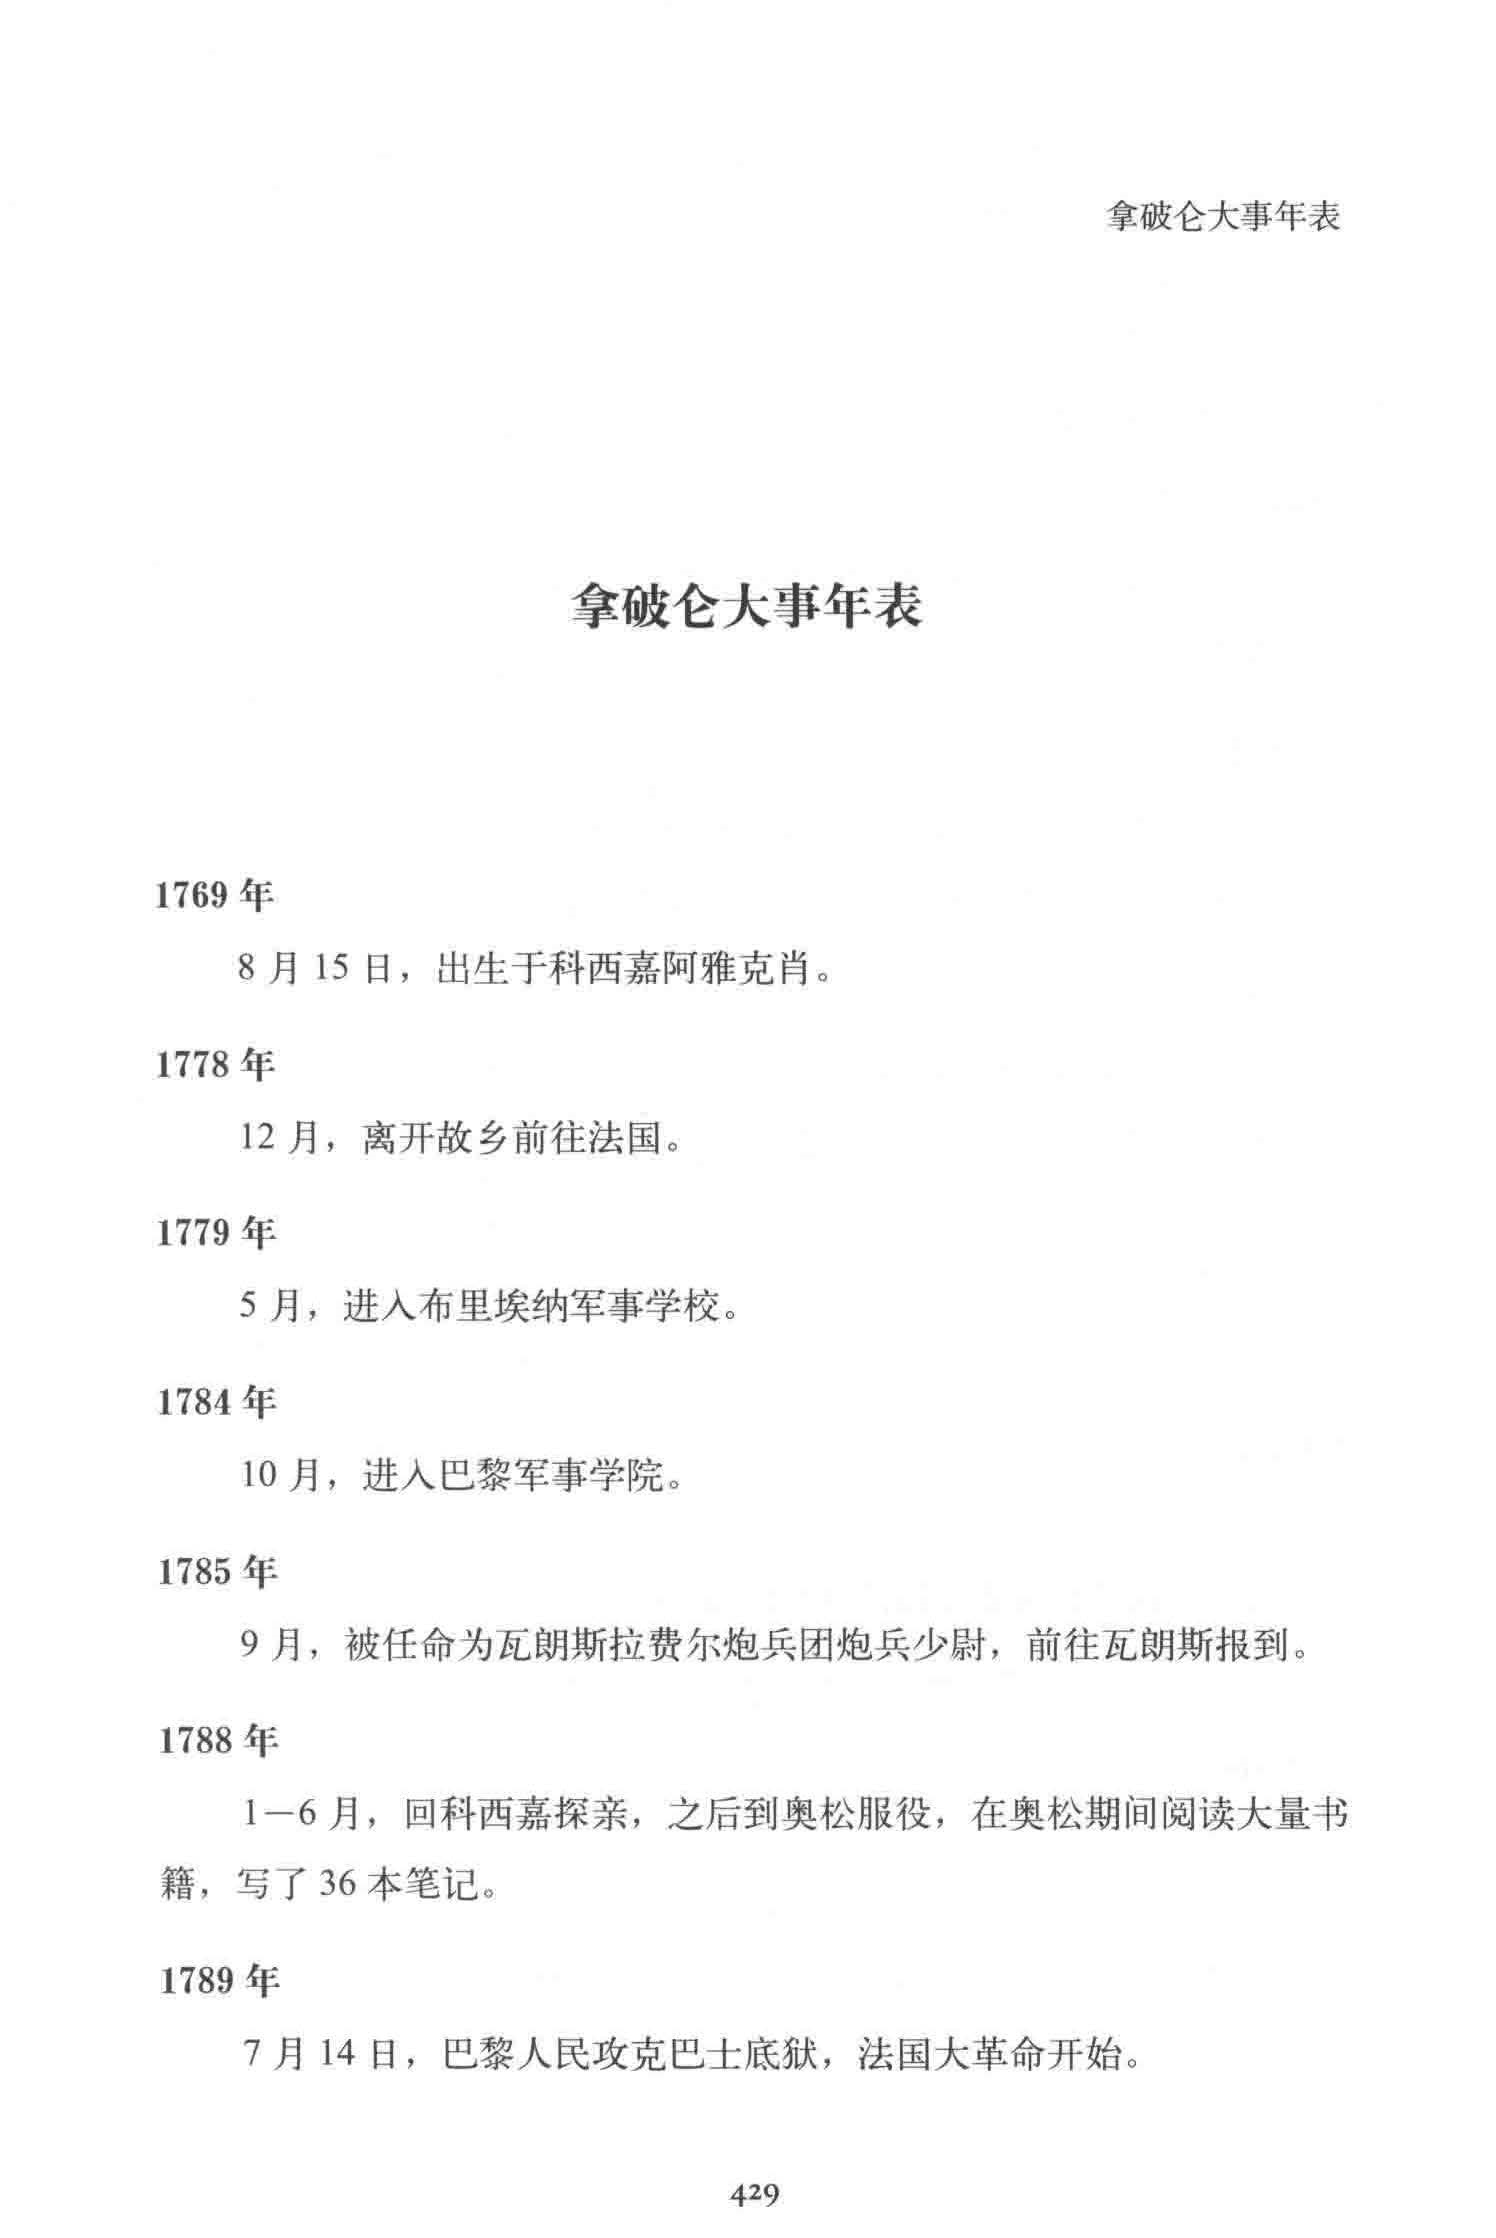 拿破仑大事年表
拿破仑大事年表
1769 年
8 月 15 日，出生于科西嘉阿雅克肖。
1778 年
12 月，离开故乡前往法国。
1779 年
5 月，进入布里埃纳军事学校。
1784 年
10 月，进入巴黎军事学院。
1785 年
9 月，被任命为瓦朗斯拉费尔炮兵团炮兵少尉，前往瓦朗斯报到。
1788 年
1—6 月，回科西嘉探亲，之后到奥松服役，在奥松期间阅读大量书
籍，写了 36 本笔记。
1789 年
7 月 14 日，巴黎人民攻克巴士底狱，法国大革命开始。
429